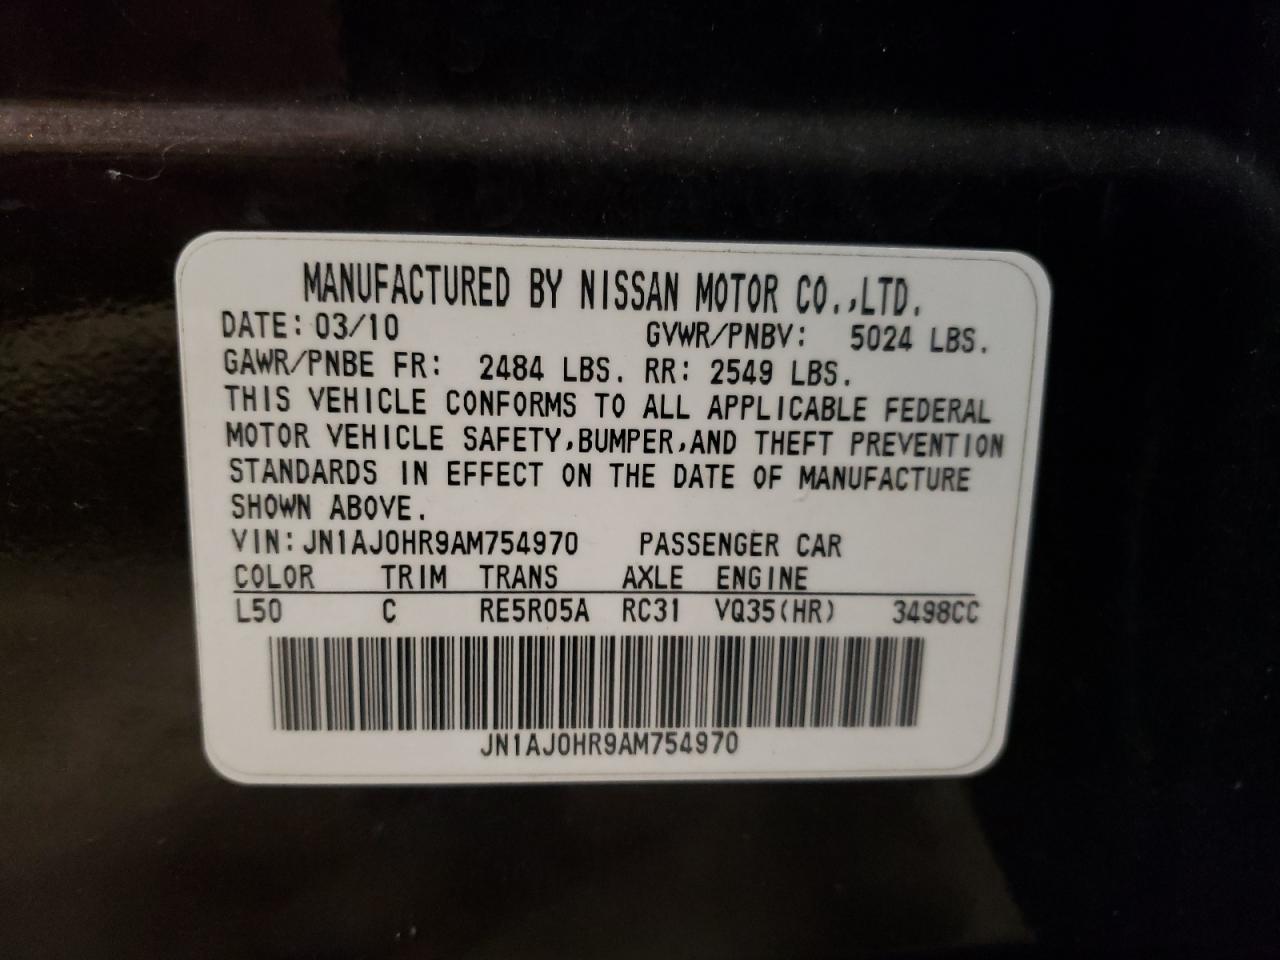 MANUFACTURED BY NISSAN MOTOR CO.,LTD.
DATE: 03/10 GVWR/PNBV: 5024 LBS.
GAWR/PNBE FR: 2484 LBS. RR: 2549 LBS.
THIS VEHICLE CONFORMS TO ALL APPLICABLE FEDERAL
MOTOR VEHICLE SAFETY,BUMPER,AND THEFT PREVENTION
STANDARDS IN EFFECT ON THE DATE OF MANUFACTURE
SHOWN ABOVE.
VIN: JN1AJ0HR9AM754970 PASSENGER CAR
COLOR TRIM TRANS AXLE ENGINE
L50 C RE5R05A RC31 VQ35(HR) 3498CC
JN1AJ0HR9AM754970